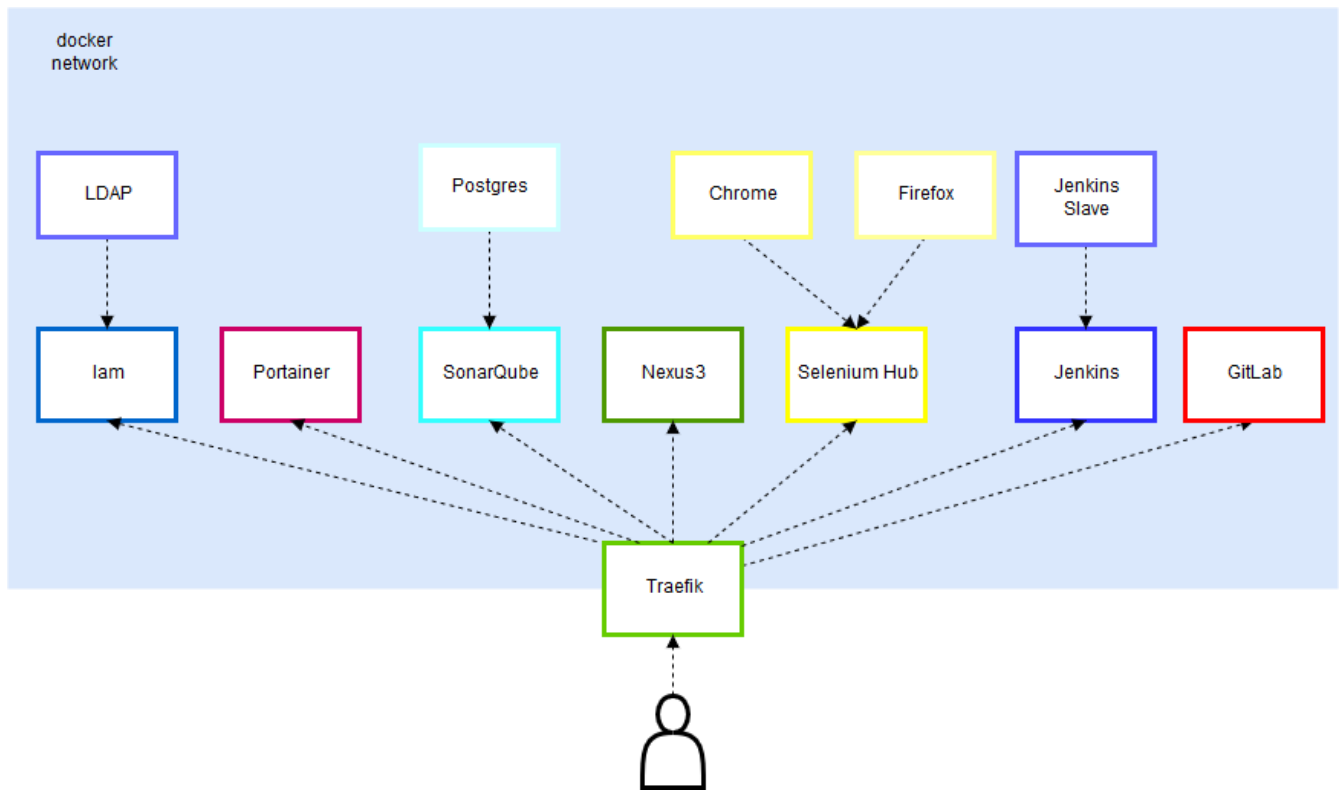 docker
network
LDAP
Postgres
Chrome
Firefox
Jenkins
Slave
Iam
Portainer
SonarQube
Nexus3
Selenium Hub
Jenkins
GitLab
Traefik